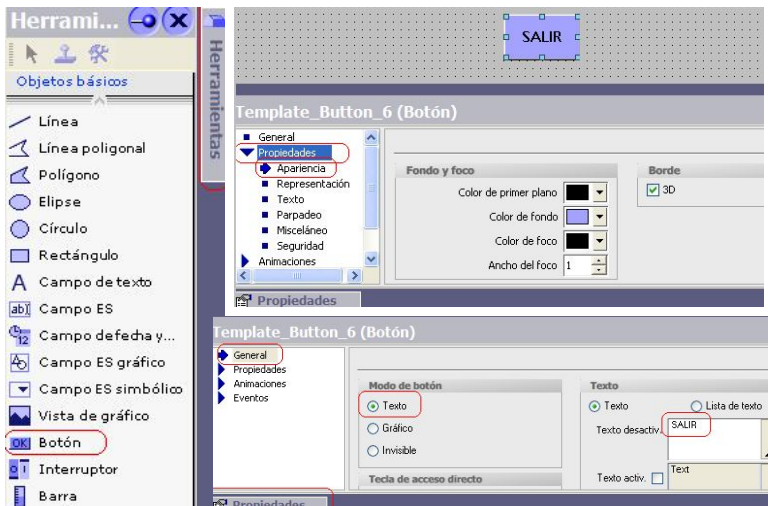 Herrami...
Objetos básicos
Línea
Línea poligonal
Polígono
Elipse
Círculo
Rectángulo
A Campo de texto
ab Campo ES
12 Campo defecha y...
Campo ES gráfico
Campo ES simbólico
Vista de gráfico
OK Botón
Interruptor
Barra
Herramientas
SALIR
Template_Button_6 (Botón)
General
Propiedades
Apariencia
Representación
Texto
Parpadeo
Misceláneo
Seguridad
Animaciones
Fondo y foco
Color de primer plano
Color de fondo
Color de foco
Ancho del foco 1
Borde
3D
Propiedades
Template_Button_6 (Botón)
General
Propiedades
Animaciones
Eventos
Modo de botón
Texto
Gráfico
Invisible
Tecla de acceso directo
Texto
Texto Lista de texto
Texto desactiv. SALIR
Texto activ. Text
Propiedades